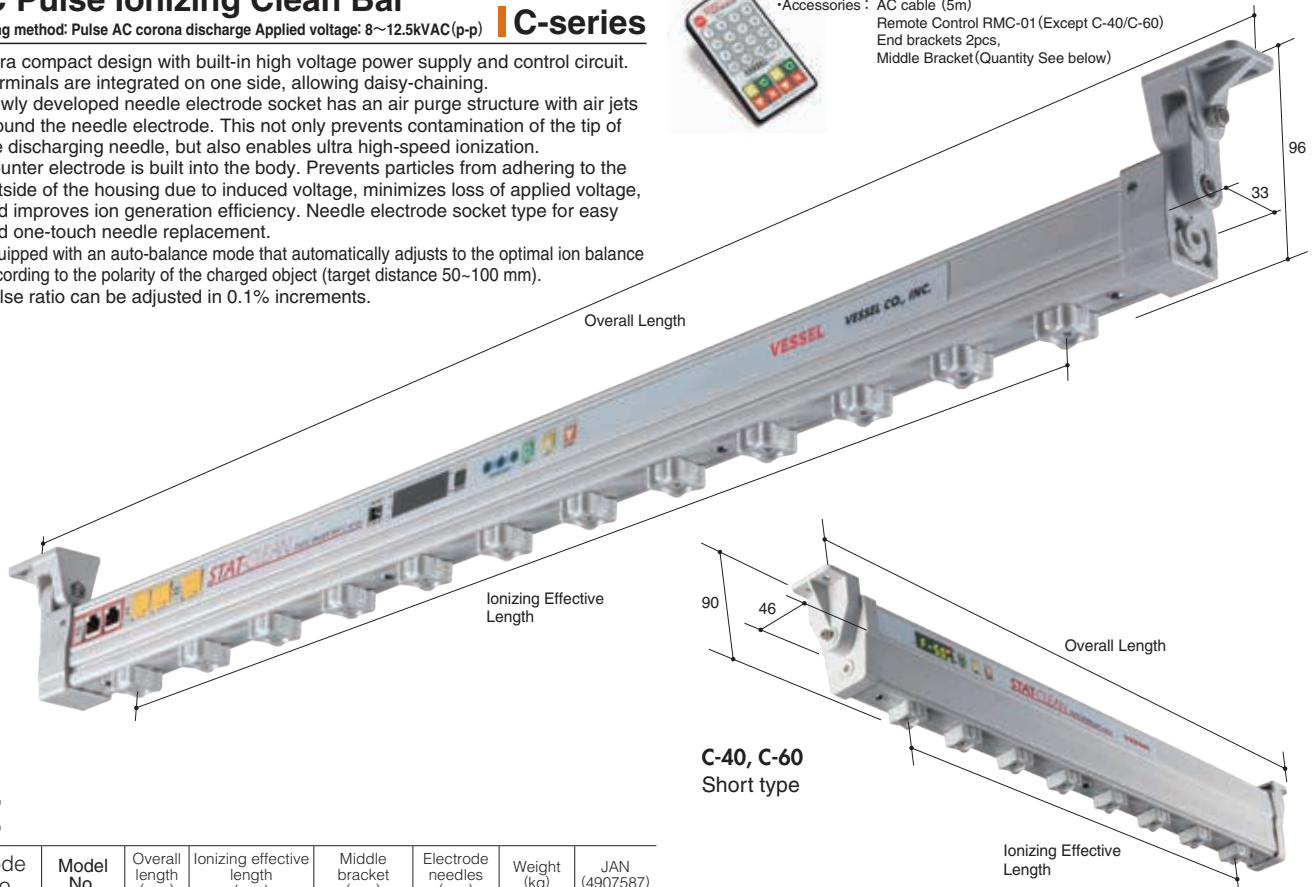 C Pulse Ionizing Clean Bar
ng method: Pulse AC corona discharge Applied voltage: 8~12.5kVAC(p-p)
C-series
ra compact design with built-in high voltage power supply and control circuit.
rminals are integrated on one side, allowing daisy-chaining.
wly developed needle electrode socket has an air purge structure with air jets
ound the needle electrode. This not only prevents contamination of the tip of
e discharging needle, but also enables ultra high-speed ionization.
ounter electrode is built into the body. Prevents particles from adhering to the
tside of the housing due to induced voltage, minimizes loss of applied voltage,
d improves ion generation efficiency. Needle electrode socket type for easy
d one-touch needle replacement.
uipped with an auto-balance mode that automatically adjusts to the optimal ion balance
cording to the polarity of the charged object (target distance 50~100 mm).
lse ratio can be adjusted in 0.1% increments.
•Accessories : AC cable (5m)
Remote Control RMC-01(Except C-40/C-60)
End brackets 2pcs,
Middle Bracket(Quantity See below)
96
33
Overall Length
VESSEL VESSEL CO., INC.
STAT-CLEAN
Ionizing Effective
Length
90
46
Overall Length
STAT-CLEAN
VESSEL
C-40, C-60
Short type
Ionizing Effective
Length
de Model Overall Ionizing effective Middle Electrode Weight JAN
No. length length bracket needles (kg) (4907587)